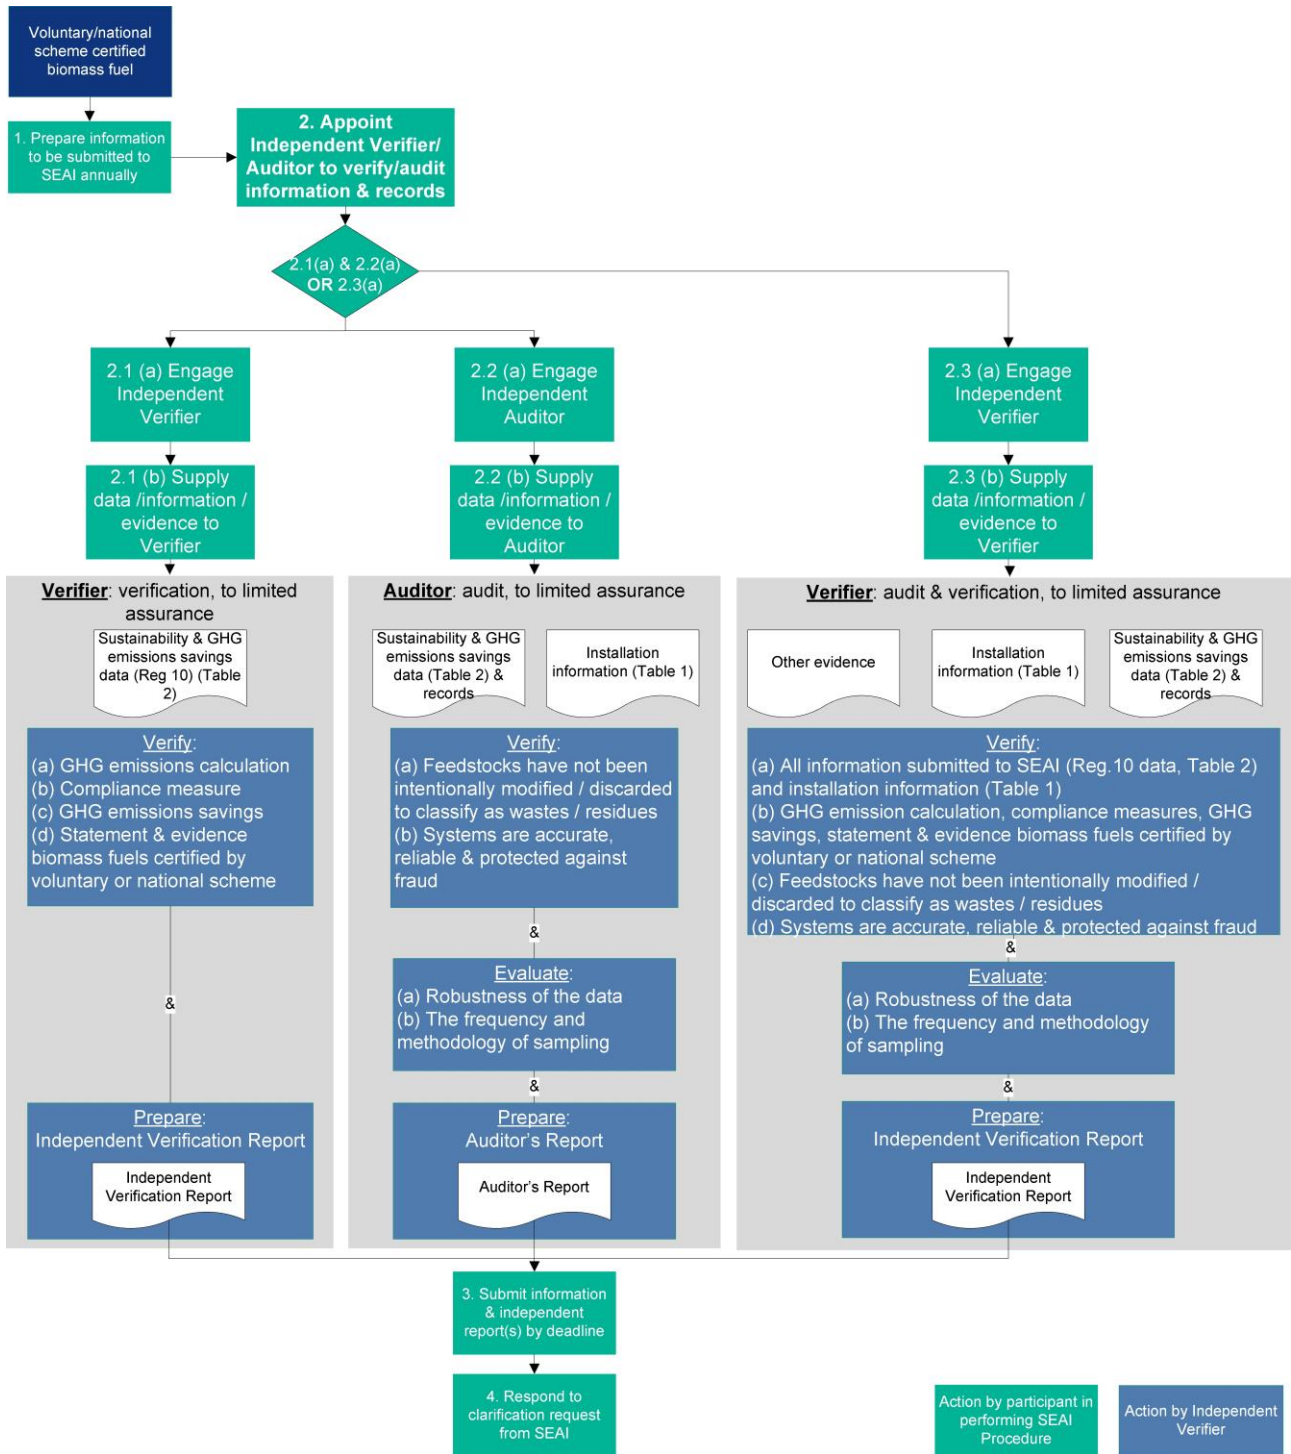 Voluntary/national
scheme certified
biomass fuel
1. Prepare information
to be submitted to
SEAI annually
2. Appoint
Independent Verifier/
Auditor to verify/audit
information & records
2.1(a) & 2.2(a)
OR 2.3(a)
2.1 (a) Engage
Independent
Verifier
2.2 (a) Engage
Independent
Auditor
2.3 (a) Engage
Independent
Verifier
2.1 (b) Supply
data /information /
evidence to
Verifier
2.2 (b) Supply
data /information /
evidence to
Auditor
2.3 (b) Supply
data /information /
evidence to
Verifier
Verifier: verification, to limited
assurance
Sustainability & GHG
emissions savings
data (Reg 10) (Table
2)
Verify:
(a) GHG emissions calculation
(b) Compliance measure
(c) GHG emissions savings
(d) Statement & evidence
biomass fuels certified by
voluntary or national scheme
&
Prepare:
Independent Verification Report
Independent
Verification Report
Auditor: audit, to limited assurance
Sustainability & GHG
emissions savings
data (Table 2) &
records
Installation
information (Table 1)
Verify:
(a) Feedstocks have not been
intentionally modified / discarded
to classify as wastes / residues
(b) Systems are accurate,
reliable & protected against
fraud
&
Evaluate:
(a) Robustness of the data
(b) The frequency and
methodology of sampling
&
Prepare:
Auditor's Report
Auditor's Report
Verifier: audit & verification, to limited assurance
Other evidence
Installation
information (Table 1)
Sustainability & GHG
emissions savings
data (Table 2) &
records
Verify:
(a) All information submitted to SEAI (Reg.10 data, Table 2)
and installation information (Table 1)
(b) GHG emission calculation, compliance measures, GHG
savings, statement & evidence biomass fuels certified by
voluntary or national scheme
(c) Feedstocks have not been intentionally modified /
discarded to classify as wastes / residues
(d) Systems are accurate, reliable & protected against fraud
&
Evaluate:
(a) Robustness of the data
(b) The frequency and methodology
of sampling
&
Prepare:
Independent Verification Report
Independent
Verification Report
3. Submit information
& independent
report(s) by deadline
4. Respond to
clarification request
from SEAI
Action by participant in
performing SEAI
Procedure
Action by Independent
Verifier